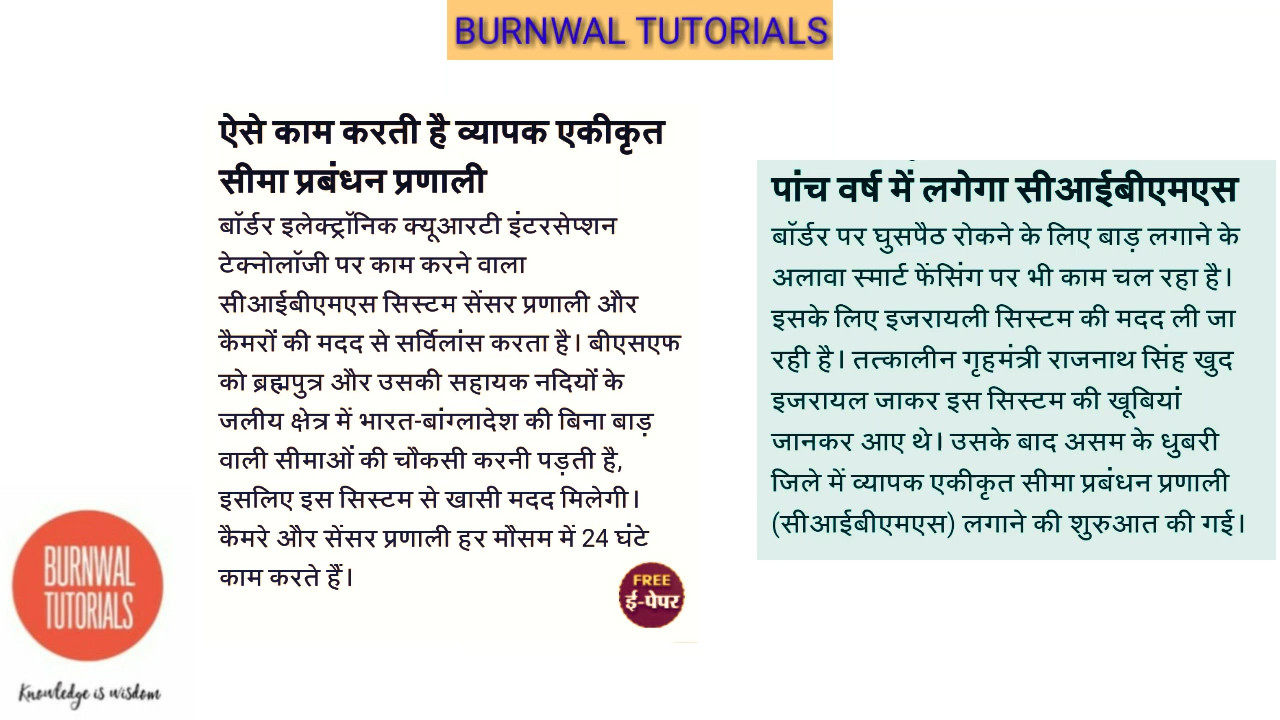 BURNWAL TUTORIALS
ऐसे काम करती है व्यापक एकीकृत
सीमा प्रबंधन प्रणाली
बॉर्डर इलेक्ट्रॉनिक क्यूआरटी इंटरसेप्शन
टेक्नोलॉजी पर काम करने वाला
सीआईबीएमएस सिस्टम सेंसर प्रणाली और
कैमरों की मदद से सर्विलांस करता है। बीएसएफ
को ब्रह्मपुत्र और उसकी सहायक नदियों के
जलीय क्षेत्र में भारत-बांग्लादेश की बिना बाड़
वाली सीमाओं की चौकसी करनी पड़ती है,
इसलिए इस सिस्टम से खासी मदद मिलेगी।
कैमरे और सेंसर प्रणाली हर मौसम में 24 घंटे
काम करते हैं।
FREE
ई-पेपर
पांच वर्ष में लगेगा सीआईबीएमएस
बॉर्डर पर घुसपैठ रोकने के लिए बाड़ लगाने के
अलावा स्मार्ट फेंसिंग पर भी काम चल रहा है।
इसके लिए इजरायली सिस्टम की मदद ली जा
रही है। तत्कालीन गृहमंत्री राजनाथ सिंह खुद
इजरायल जाकर इस सिस्टम की खूबियां
जानकर आए थे। उसके बाद असम के धुबरी
जिले में व्यापक एकीकृत सीमा प्रबंधन प्रणाली
(सीआईबीएमएस) लगाने की शुरुआत की गई।
BURNWAL
TUTORIALS
Knowledge is wisdom